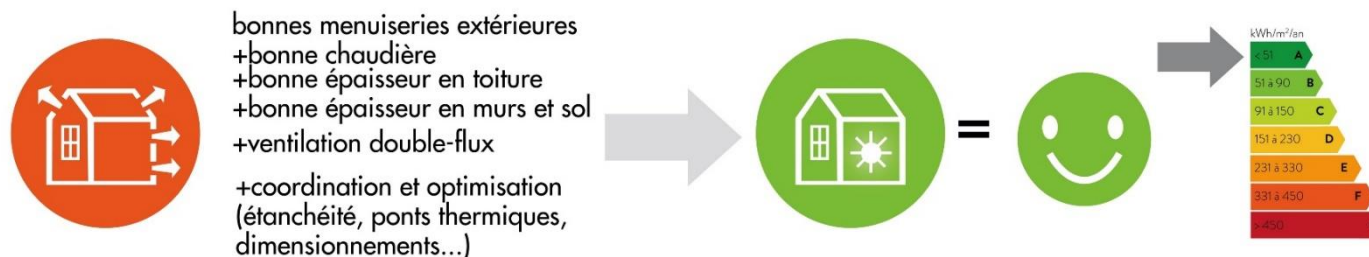 bonnes menuiseries extérieures
+bonne chaudière
+bonne épaisseur en toiture
+bonne épaisseur en murs et sol
+ventilation double-flux
+coordination et optimisation
(étanchéité, ponts thermiques,
dimensionnements...)
=
kWh/m²/an
< 51 A
51 à 90 B
91 à 150 C
151 à 230 D
231 à 330 E
331 à 450 F
> 450